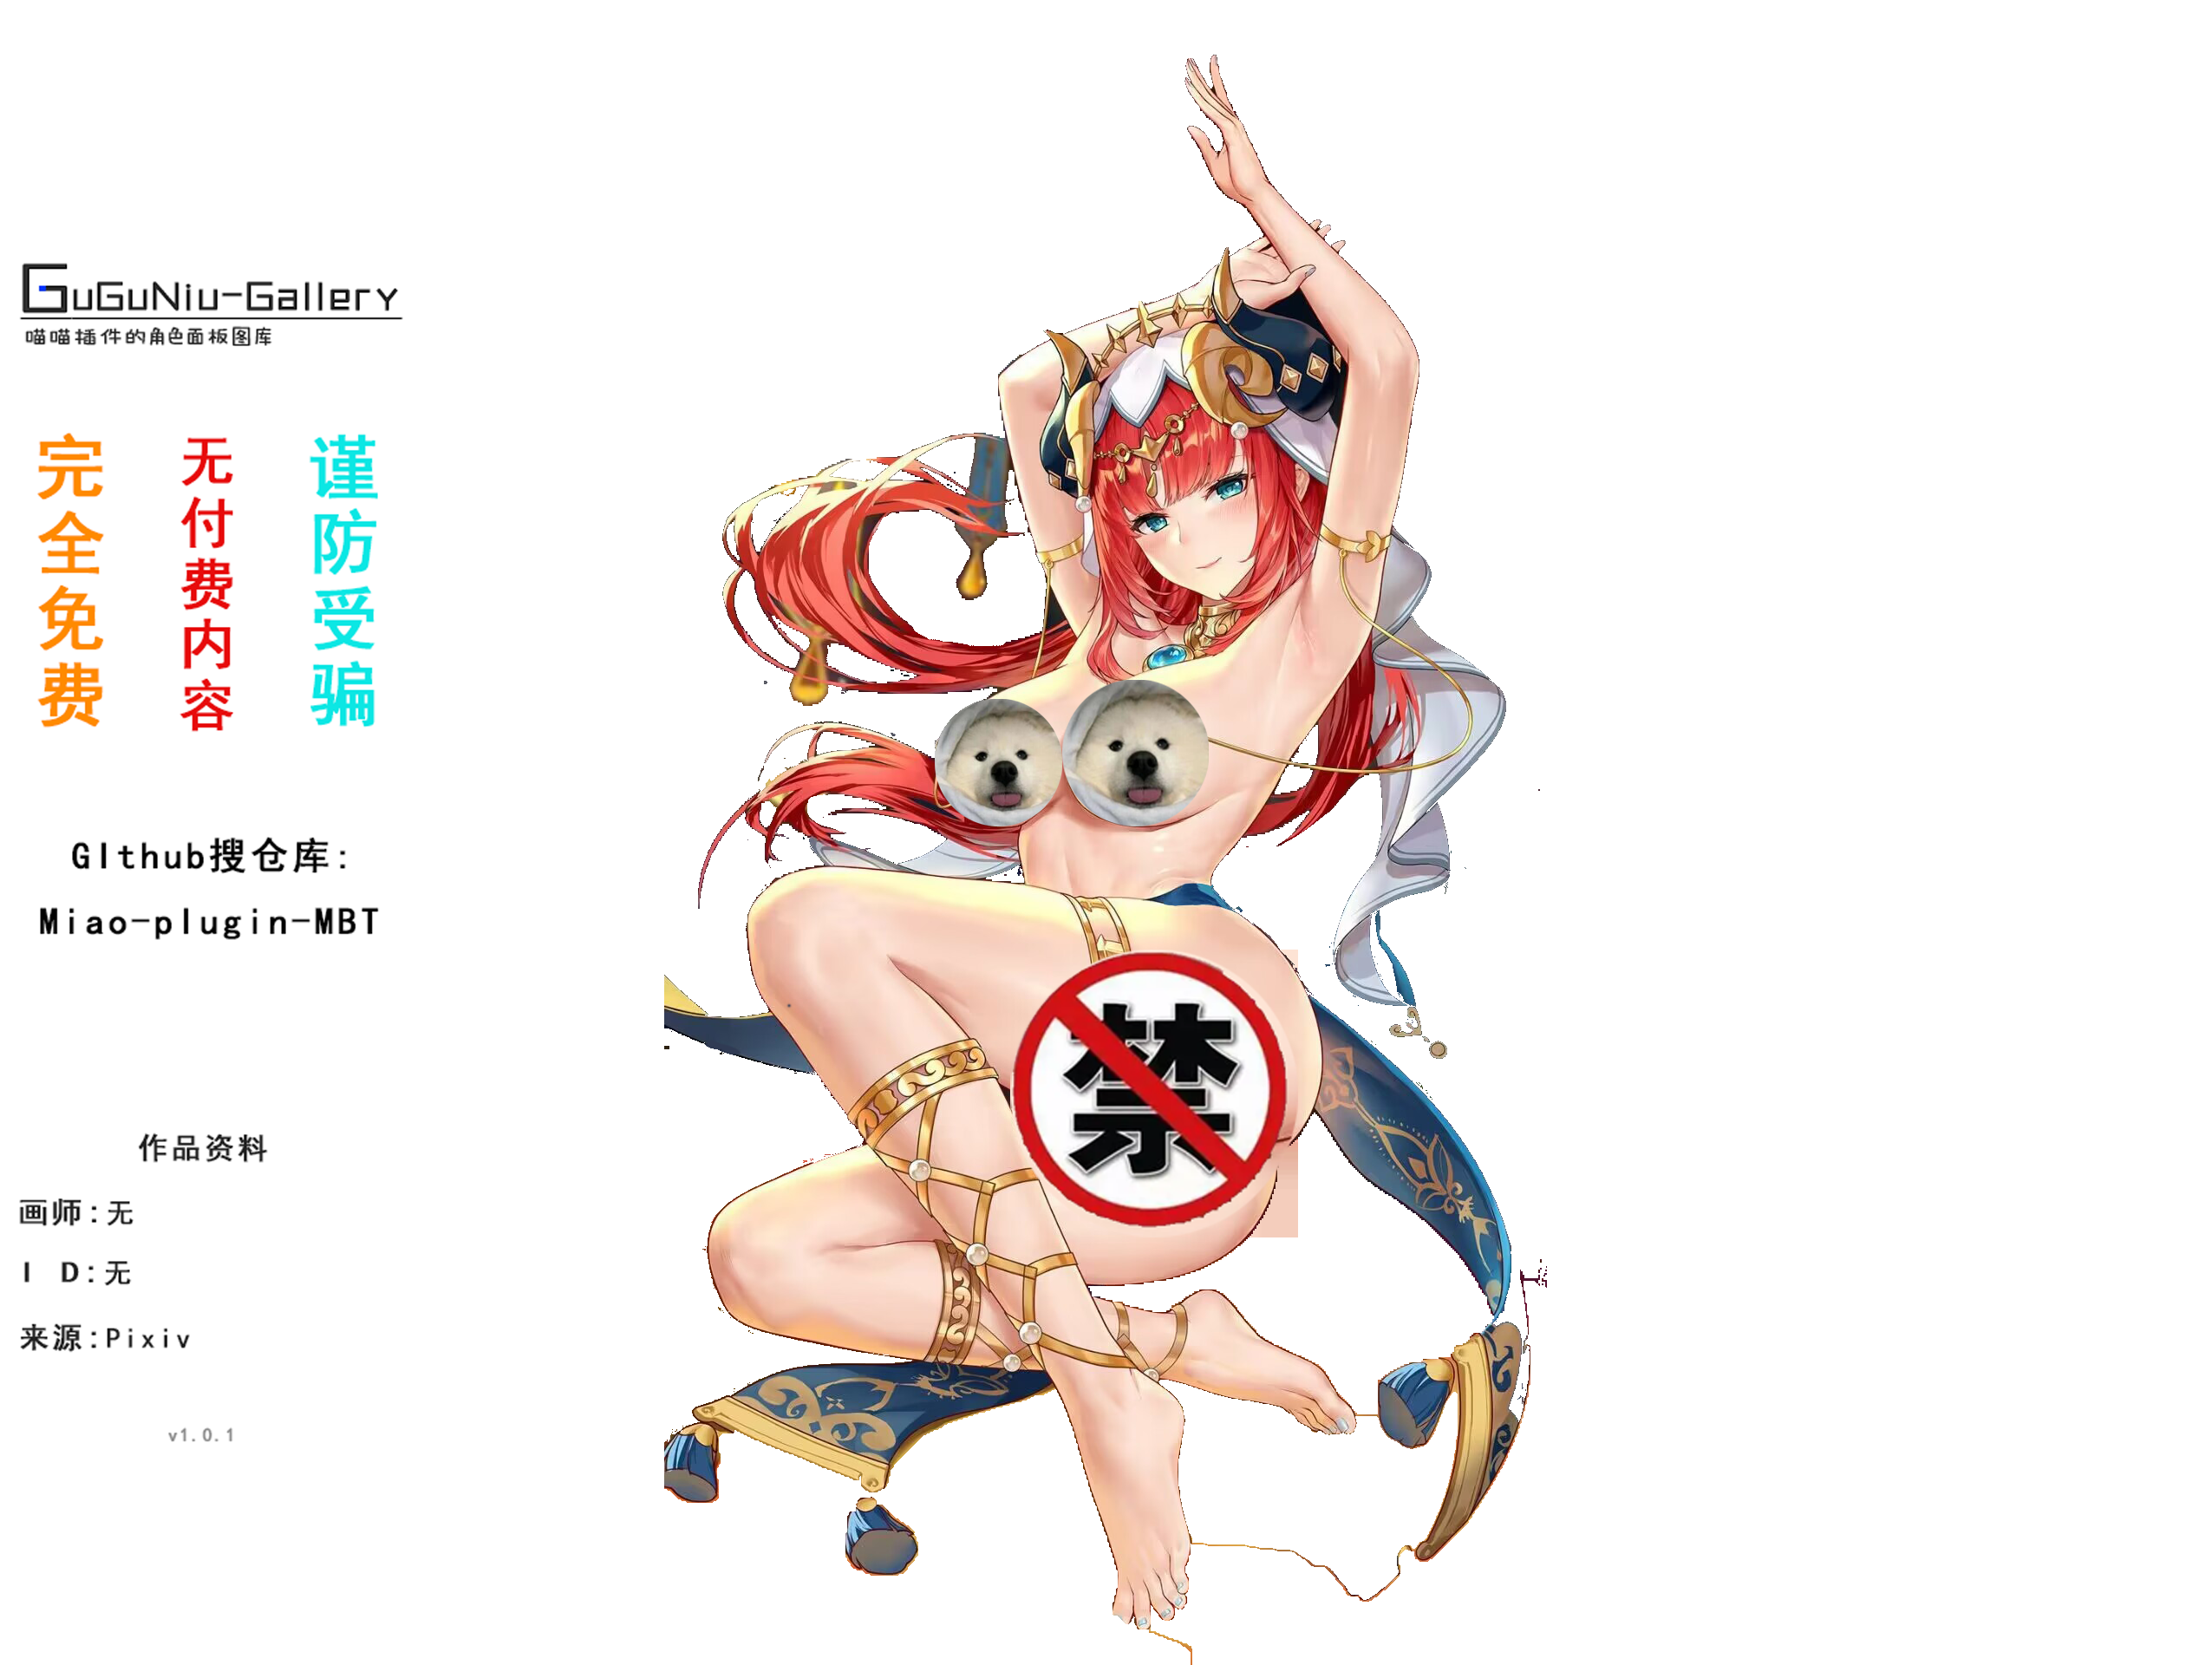 GuGuNiu-Gallery
喵喵插件的角色面板图库
完全免费
无付费内容
谨防受骗
GIthub搜仓库:
Miao-plugin-MBT
禁
作品资料
画师:无
I D:无
来源:Pixiv
v1.0.1